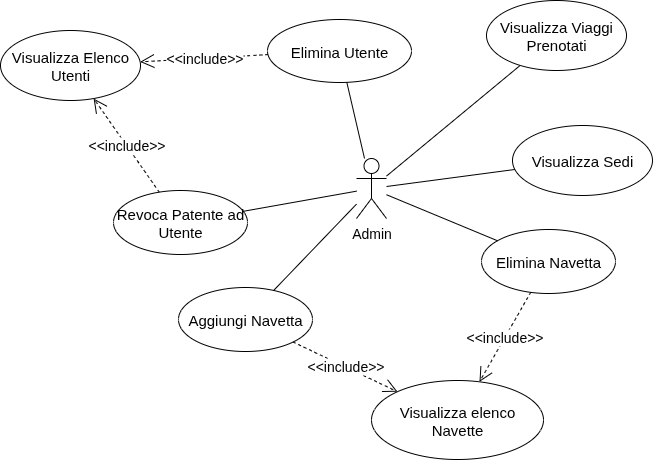 Visualizza Viaggi
Prenotati
Elimina Utente
Visualizza Elenco
Utenti
<<include>>
<<include>>
Visualizza Sedi
Revoca Patente ad
Utente
Admin
Elimina Navetta
Aggiungi Navetta
<<include>>
<<include>>
Visualizza elenco
Navette